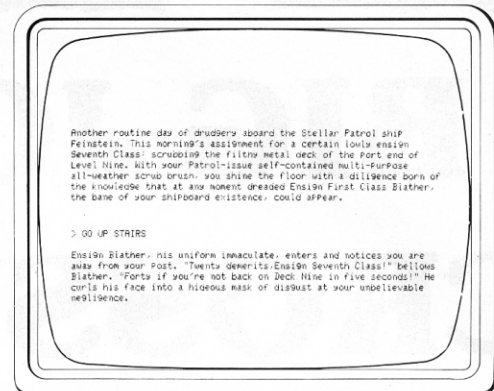 Another routine day of drudgery aboard the Stellar Patrol ship
Feinstein. This morning's assignment for a certain lowly ensign
Seventh Class: scrubbing the filthy metal deck of the port end of
Level Nine. With your Patrol-issue self-contained multi-purpose
all-weather scrub brush, you shine the floor with a diligence born of
the knowledge that at any moment dreaded Ensign First Class Blather,
the bane of your shipboard existence, could appear.
> GO UP STAIRS
Ensign Blather, his uniform immaculate, enters and notices you are
away from your post. "Twenty demerits,Ensign Seventh Class!" bellows
Blather. "Forty if you're not back on Deck Nine in five seconds!" He
curls his face into a hideous mask of disgust at your unbelievable
negligence.